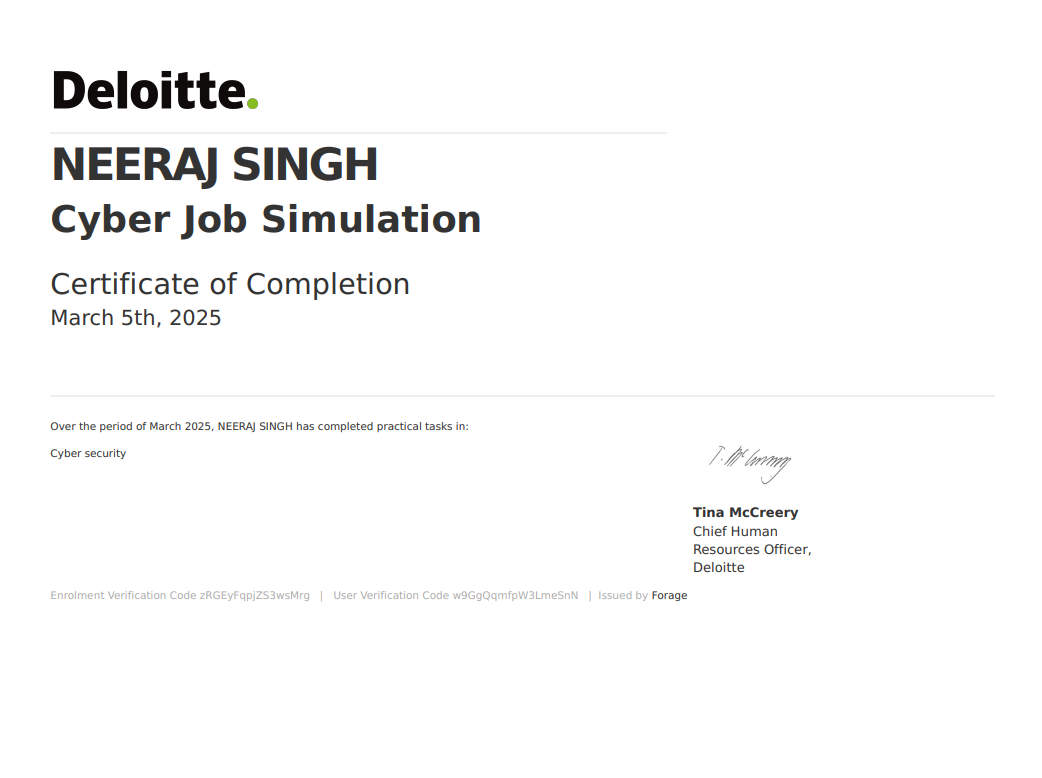 Deloitte.
NEERAJ SINGH
Cyber Job Simulation
Certificate of Completion
March 5th, 2025
Over the period of March 2025, NEERAJ SINGH has completed practical tasks in:
Cyber security
T. McCreery
Tina McCreery
Chief Human
Resources Officer,
Deloitte
Enrolment Verification Code zRGEyFqpjZS3wsMrg | User Verification Code w9GgQqmfpW3LmeSnN | Issued by Forage